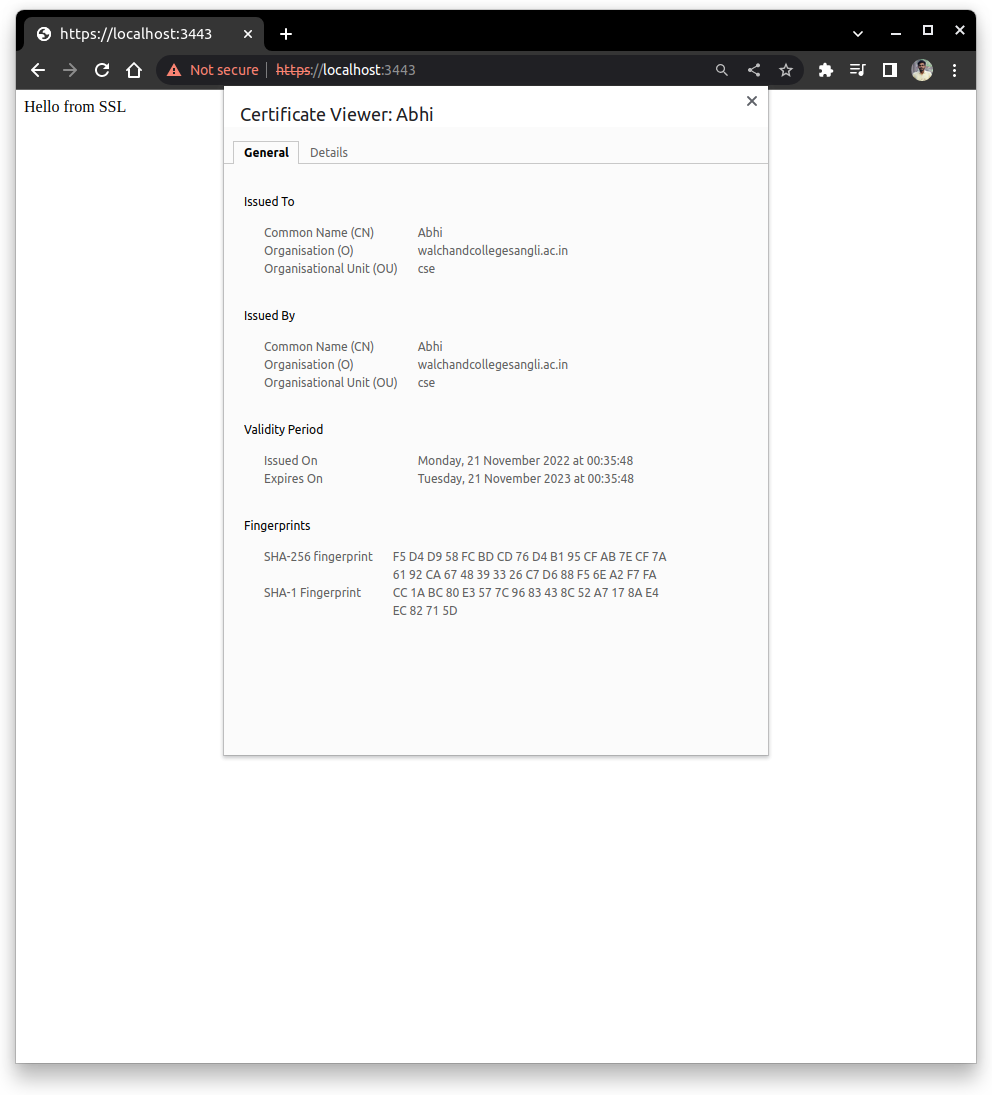 https://localhost:3443
Not secure https://localhost:3443
Hello from SSL
Certificate Viewer: Abhi
General Details
Issued To
Common Name (CN) Abhi
Organisation (O) walchandcollegesangli.ac.in
Organisational Unit (OU) cse
Issued By
Common Name (CN) Abhi
Organisation (O) walchandcollegesangli.ac.in
Organisational Unit (OU) cse
Validity Period
Issued On Monday, 21 November 2022 at 00:35:48
Expires On Tuesday, 21 November 2023 at 00:35:48
Fingerprints
SHA-256 fingerprint F5 D4 D9 58 FC BD CD 76 D4 B1 95 CF AB 7E CF 7A
61 92 CA 67 48 39 33 26 C7 D6 88 F5 6E A2 F7 FA
SHA-1 Fingerprint CC 1A BC 80 E3 57 7C 96 83 43 8C 52 A7 17 8A E4
EC 82 71 5D